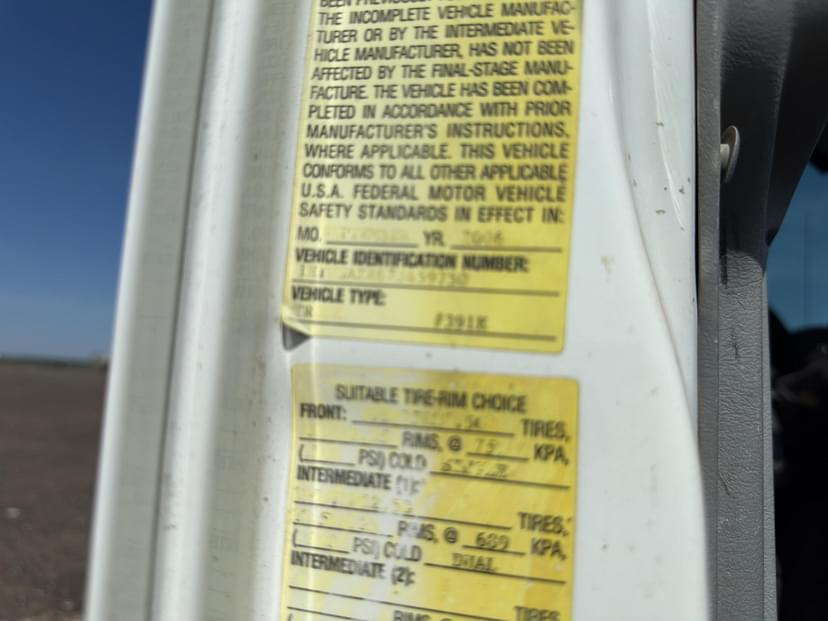 THE INCOMPLETE VEHICLE MANUFAC-
TURER OR BY THE INTERMEDIATE VE-
HICLE MANUFACTURER, HAS NOT BEEN
AFFECTED BY THE FINAL-STAGE MANU-
FACTURE. THE VEHICLE HAS BEEN COM-
PLETED IN ACCORDANCE WITH PRIOR
MANUFACTURER'S INSTRUCTIONS,
WHERE APPLICABLE. THIS VEHICLE
CONFORMS TO ALL OTHER APPLICABLE
U.S.A. FEDERAL MOTOR VEHICLE
SAFETY STANDARDS IN EFFECT IN:
MO. YR. 2006
VEHICLE IDENTIFICATION NUMBER:
VEHICLE TYPE:
SUITABLE TIRE-RIM CHOICE
FRONT: TIRES,
RIMS, @ KPA,
( PSI) COLD
INTERMEDIATE (1):
TIRES,
RIMS, @ 689 KPA,
( PSI) COLD DUAL
INTERMEDIATE (2):
TIRES